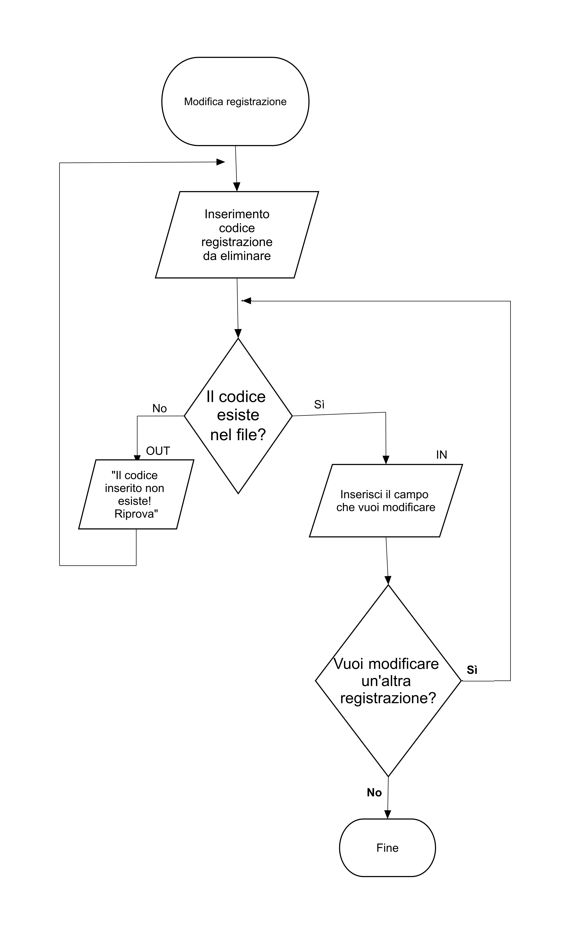 Modifica registrazione
Inserimento
codice
registrazione
da eliminare
Il codice
esiste
nel file?
No
Sì
OUT
IN
"Il codice
inserito non
esiste!
Riprova"
Inserisci il campo
che vuoi modificare
Vuoi modificare
un'altra
registrazione?
Sì
No
Fine